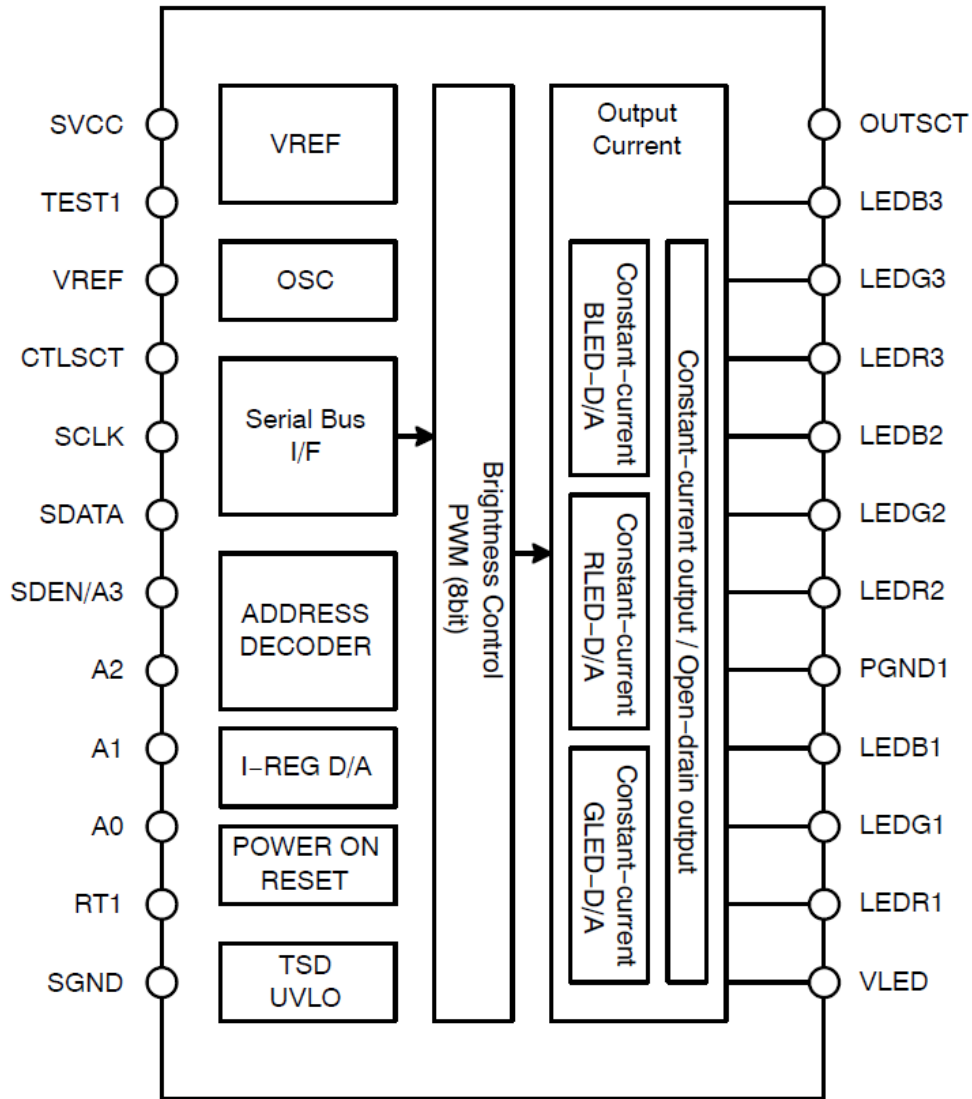 SVCC
TEST1
VREF
CTLSCT
SCLK
SDATA
SDEN/A3
A2
A1
A0
RT1
SGND
VREF
OSC
Serial Bus
I/F
ADDRESS
DECODER
I−REG D/A
POWER ON
RESET
TSD
UVLO
Brightness Control
PWM (8bit)
Output
Current
Constant−current
BLED−D/A
Constant−current
RLED−D/A
Constant−current
GLED−D/A
Constant−current output / Open−drain output
OUTSCT
LEDB3
LEDG3
LEDR3
LEDB2
LEDG2
LEDR2
PGND1
LEDB1
LEDG1
LEDR1
VLED